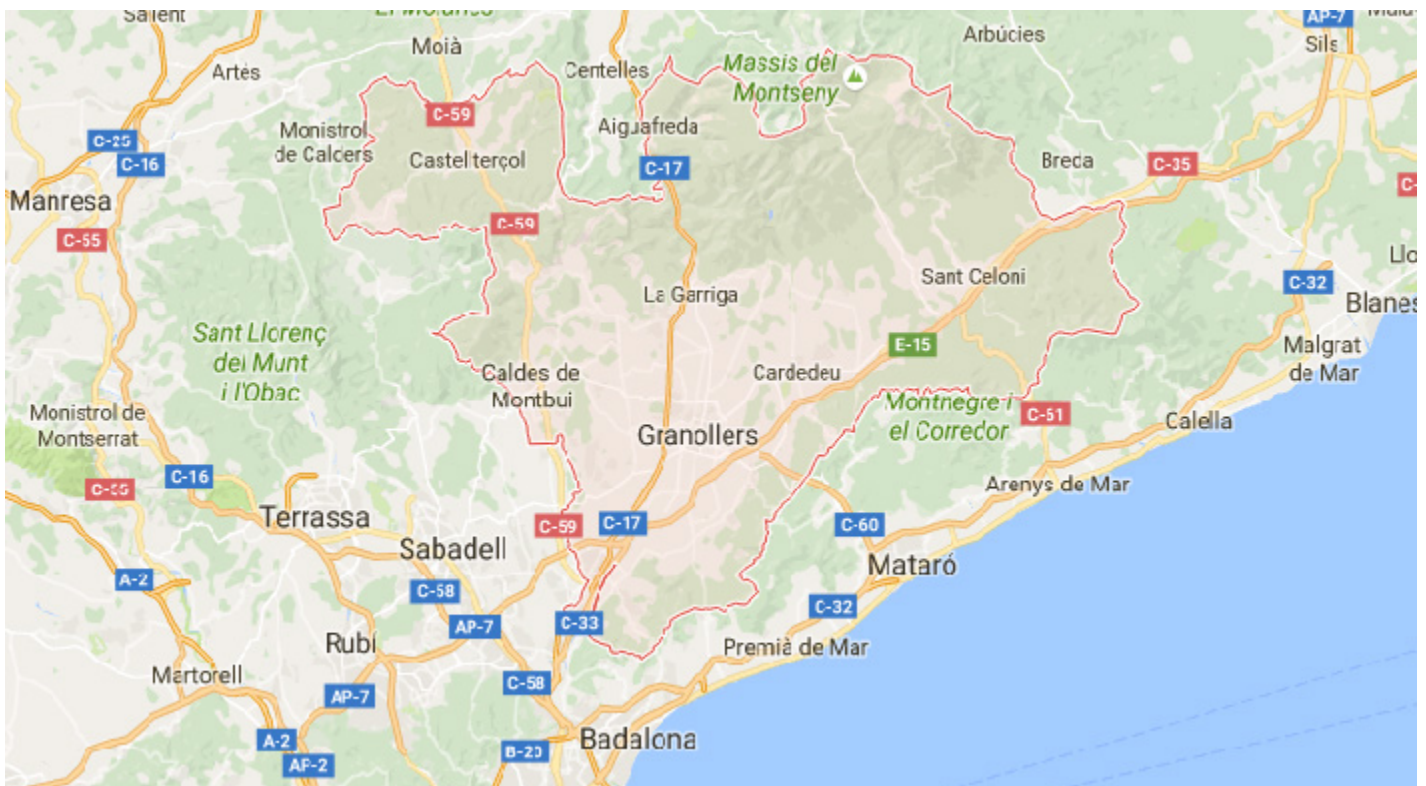 Sallent
El Moianès
AP-7
Moià
Arbúcies
Sils
Artés
Centelles
Massís del
Montseny
C-59
Monistrol
de Calders
Aiguafreda
C-25
C-16
Castellterçol
C-17
Breda
C-35
Manresa
C-55
C-59
Sant Celoni
C-32
Blanes
La Garriga
Sant Llorenç
del Munt
i l'Obac
E-15
Malgrat
de Mar
Caldes de
Montbui
Cardedeu
Montnegre i
el Corredor
C-61
Calella
Monistrol de
Montserrat
Granollers
C-16
C-55
Arenys de Mar
Terrassa
C-59
C-17
C-60
Sabadell
Mataró
A-2
C-58
C-32
AP-7
C-33
Rubí
Premià de Mar
Martorell
C-58
AP-7
A-2
B-20
Badalona
AP-2